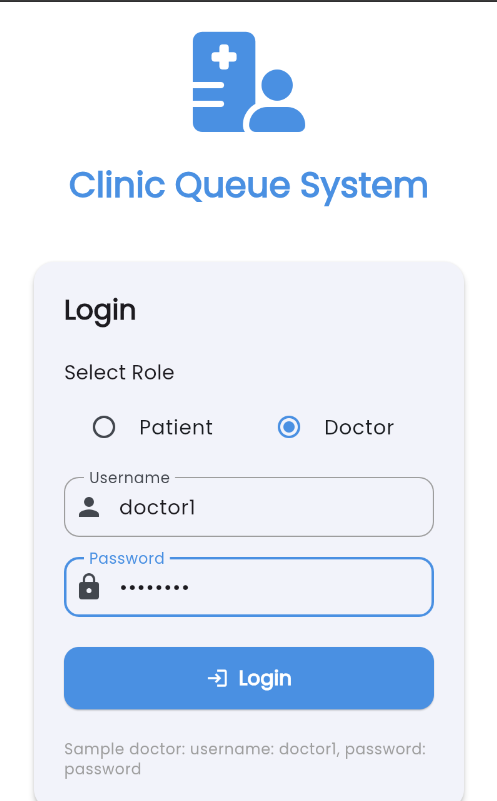 Clinic Queue System
Login
Select Role
Patient Doctor
Username
doctor1
Password
••••••••
Login
Sample doctor: username: doctor1, password:
password